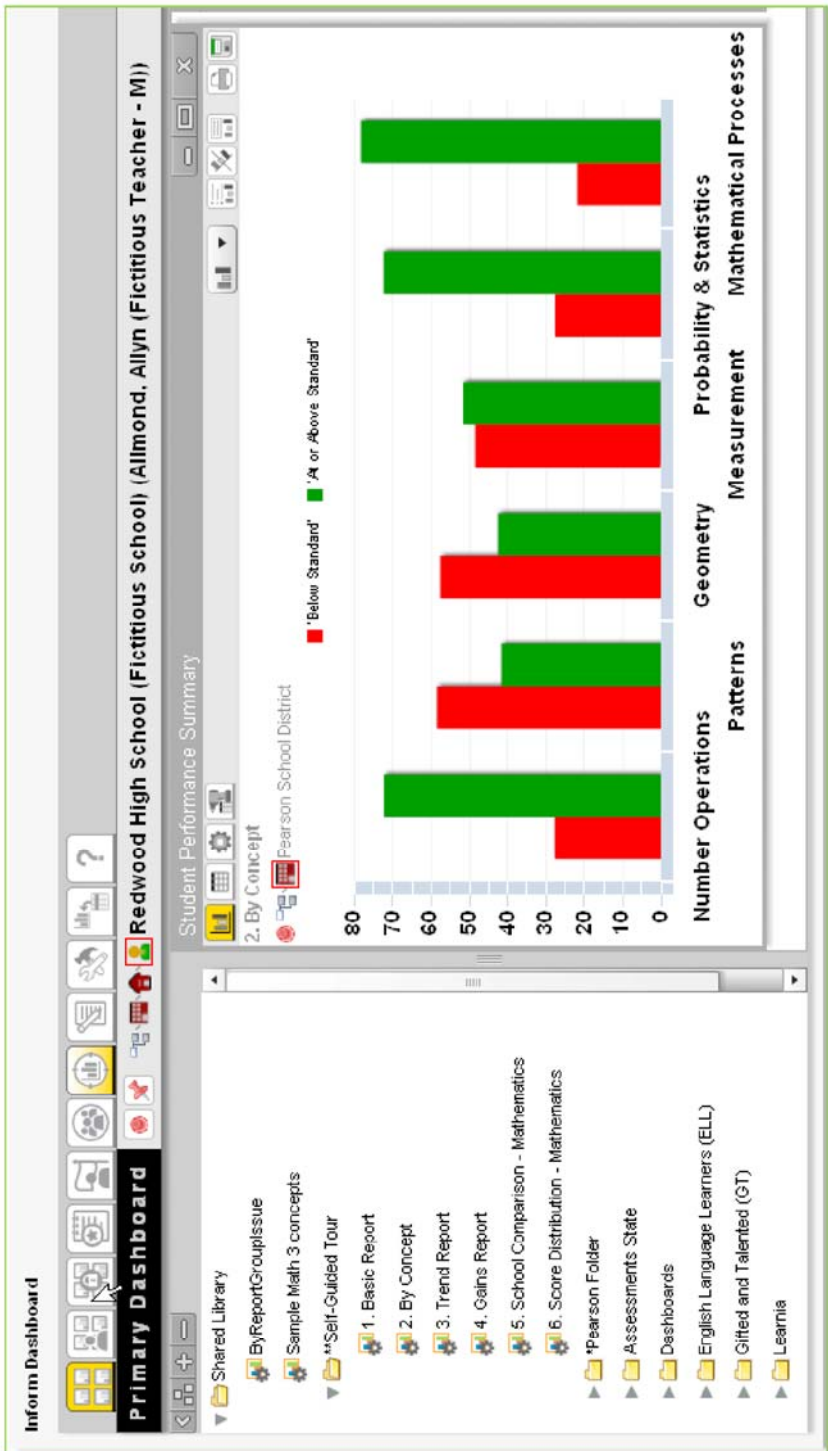 Inform Dashboard
?
Primary Dashboard
Redwood High School (Fictitious School) (Allmond, Allyn (Fictitious Teacher - M))
Shared Library
ByReportGroupIssue
Sample Math 3 concepts
**Self-Guided Tour
1. Basic Report
2. By Concept
3. Trend Report
4. Gains Report
5. School Comparison - Mathematics
6. Score Distribution - Mathematics
*Pearson Folder
Assessments State
Dashboards
English Language Learners (ELL)
Gifted and Talented (GT)
Learnia
Student Performance Summary
2. By Concept
Pearson School District
'Below Standard' 'At or Above Standard'
80
70
60
50
40
30
20
10
0
Number Operations
Patterns
Geometry
Measurement
Probability & Statistics
Mathematical Processes